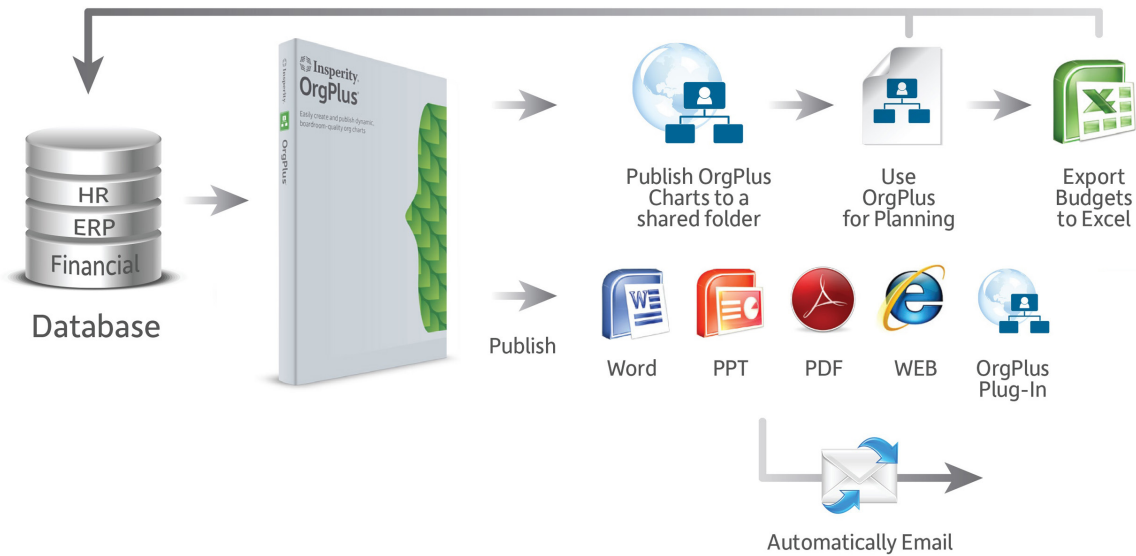 HR
ERP
Financial
Database
Insperity
OrgPlus
Insperity.
OrgPlus
Easily create and publish dynamic,
boardroom-quality org charts
Publish OrgPlus
Charts to a
shared folder
Use
OrgPlus
for Planning
Export
Budgets
to Excel
Publish
W
Word
PPT
PDF
WEB
OrgPlus
Plug-In
Automatically Email